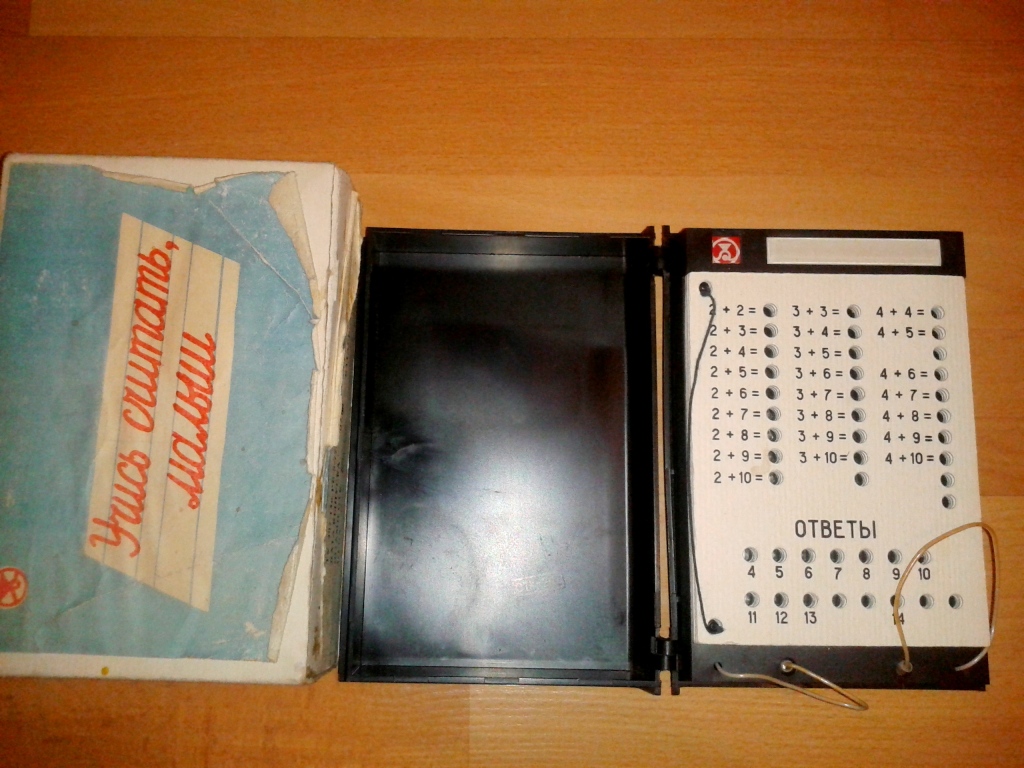 Учись считать,
малыш
2 + 2 = 3 + 3 = 4 + 4 =
2 + 3 = 3 + 4 = 4 + 5 =
2 + 4 = 3 + 5 =
2 + 5 = 3 + 6 = 4 + 6 =
2 + 6 = 3 + 7 = 4 + 7 =
2 + 7 = 3 + 8 = 4 + 8 =
2 + 8 = 3 + 9 = 4 + 9 =
2 + 9 = 3 + 10 = 4 + 10 =
2 + 10 =
ОТВЕТЫ
4 5 6 7 8 9 10
11 12 13 14